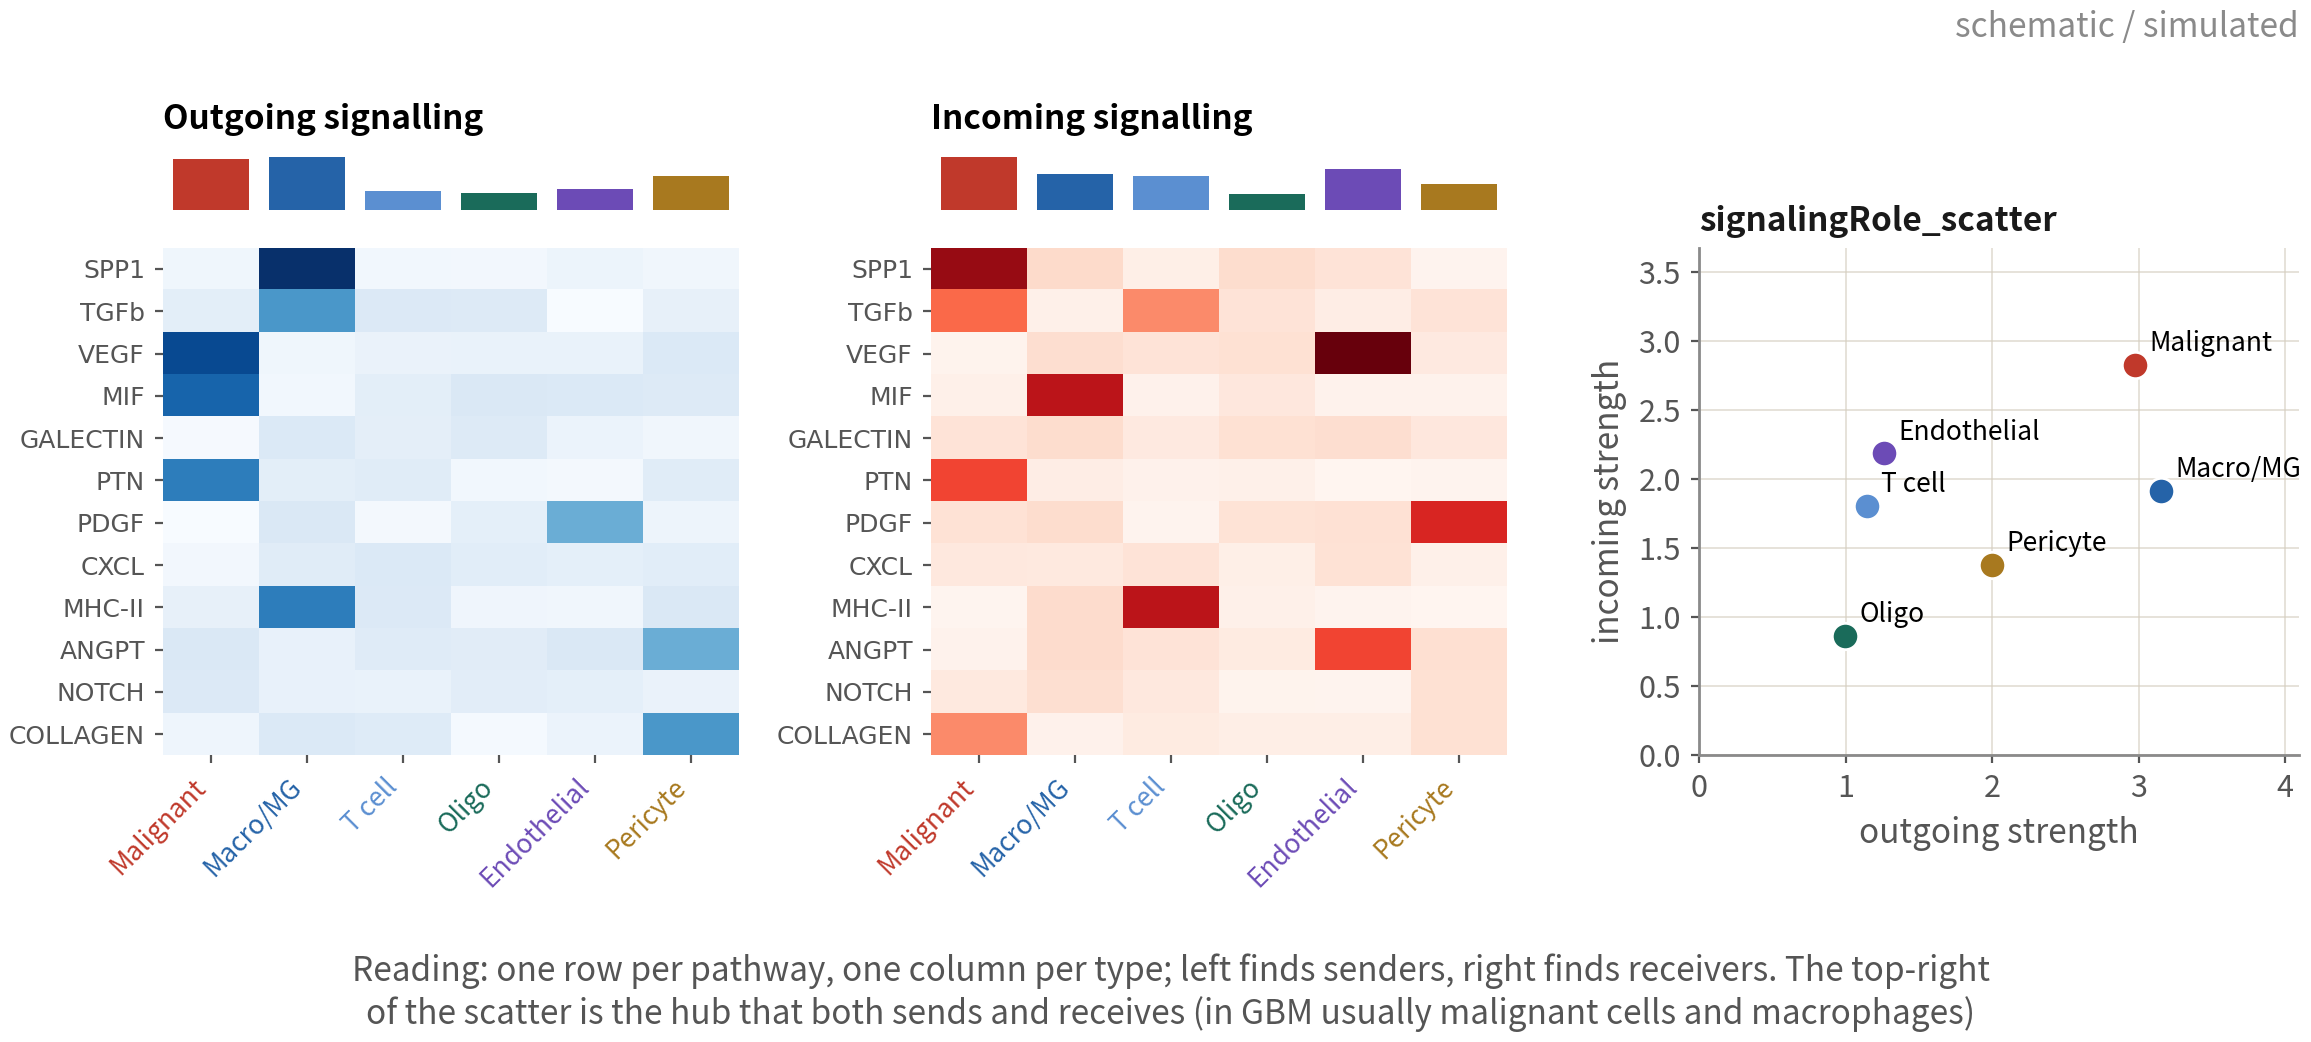 schematic / simulated
Outgoing signalling
SPP1
TGFb
VEGF
MIF
GALECTIN
PTN
PDGF
CXCL
MHC-II
ANGPT
NOTCH
COLLAGEN
Malignant
Macro/MG
T cell
Oligo
Endothelial
Pericyte
Incoming signalling
SPP1
TGFb
VEGF
MIF
GALECTIN
PTN
PDGF
CXCL
MHC-II
ANGPT
NOTCH
COLLAGEN
Malignant
Macro/MG
T cell
Oligo
Endothelial
Pericyte
signalingRole_scatter
incoming strength
3.5
3.0
2.5
2.0
1.5
1.0
0.5
0.0
Malignant
Endothelial
Macro/MG
T cell
Pericyte
Oligo
0
1
2
3
4
outgoing strength
Reading: one row per pathway, one column per type; left finds senders, right finds receivers. The top-right
of the scatter is the hub that both sends and receives (in GBM usually malignant cells and macrophages)